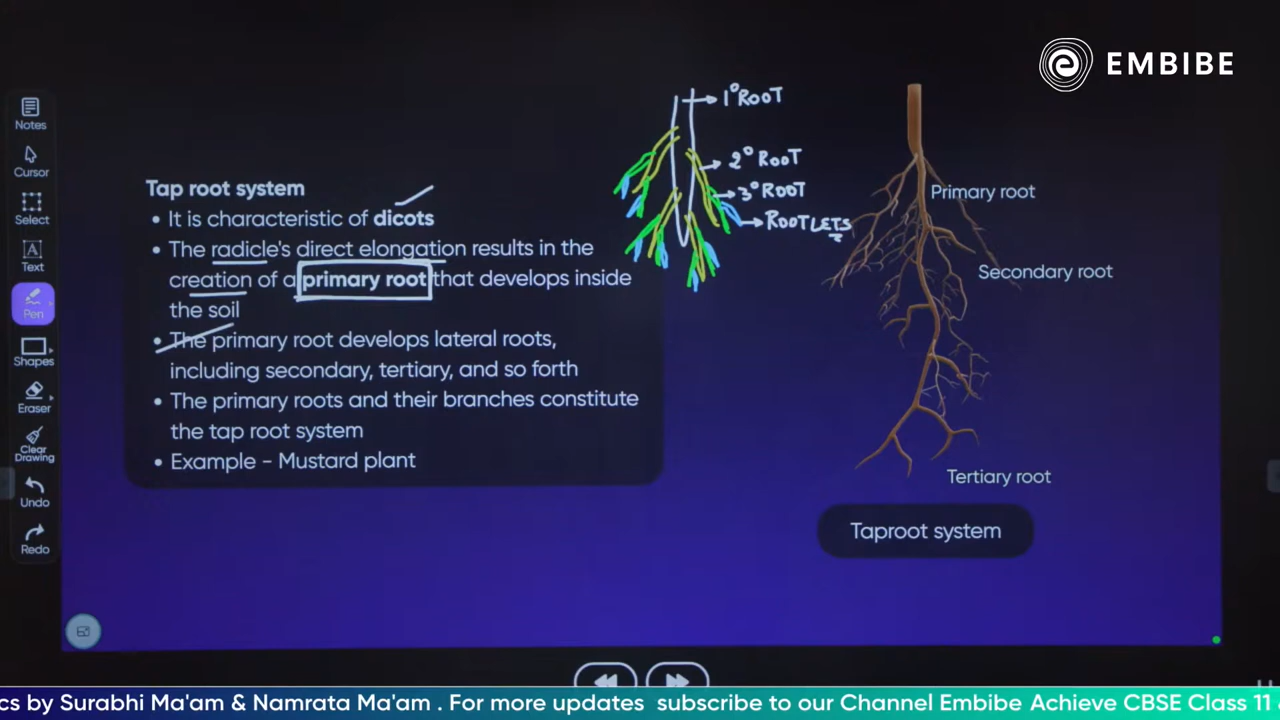 EMBIBE
Notes
Cursor
Select
Text
Pen
Shapes
Eraser
Clear
Drawing
Undo
Redo
Tap root system
• It is characteristic of dicots
• The radicle's direct elongation results in the
creation of a primary root that develops inside
the soil
• The primary root develops lateral roots,
including secondary, tertiary, and so forth
• The primary roots and their branches constitute
the tap root system
• Example - Mustard plant
1° ROOT
2° ROOT
3° ROOT
ROOTLETS
Primary root
Secondary root
Tertiary root
Taproot system
cs by Surabhi Ma'am & Namrata Ma'am . For more updates subscribe to our Channel Embibe Achieve CBSE Class 11